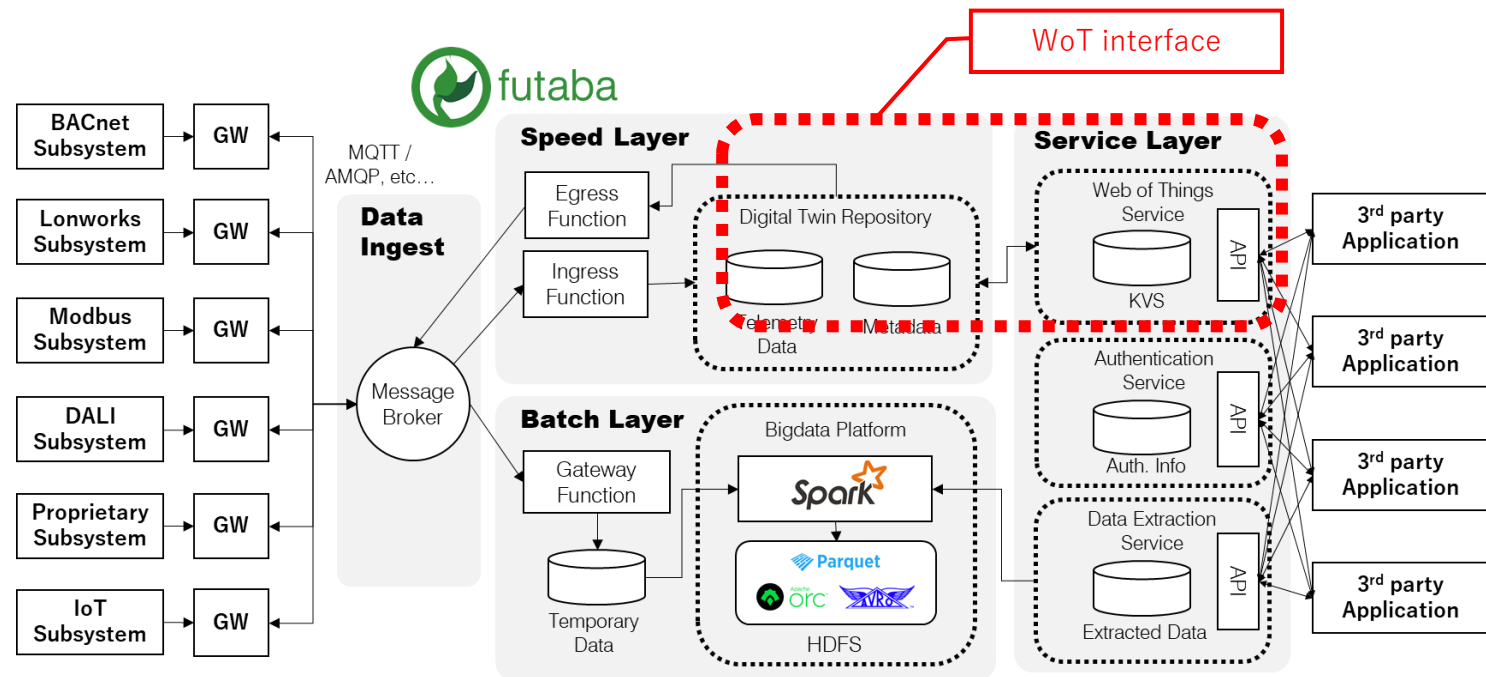 WoT interface
futaba
BACnet
Subsystem
GW
Lonworks
Subsystem
GW
Modbus
Subsystem
GW
DALI
Subsystem
GW
Proprietary
Subsystem
GW
IoT
Subsystem
GW
MQTT /
AMQP, etc...
Data
Ingest
Message
Broker
Speed Layer
Egress
Function
Ingress
Function
Digital Twin Repository
Telemetry
Data
Metadata
Batch Layer
Gateway
Function
Temporary
Data
Bigdata Platform
Spark
Parquet
Apache
orc
AVRO
TM
HDFS
Service Layer
Web of Things
Service
API
KVS
Authentication
Service
API
Auth. Info
Data Extraction
Service
API
Extracted Data
3rd party
Application
3rd party
Application
3rd party
Application
3rd party
Application